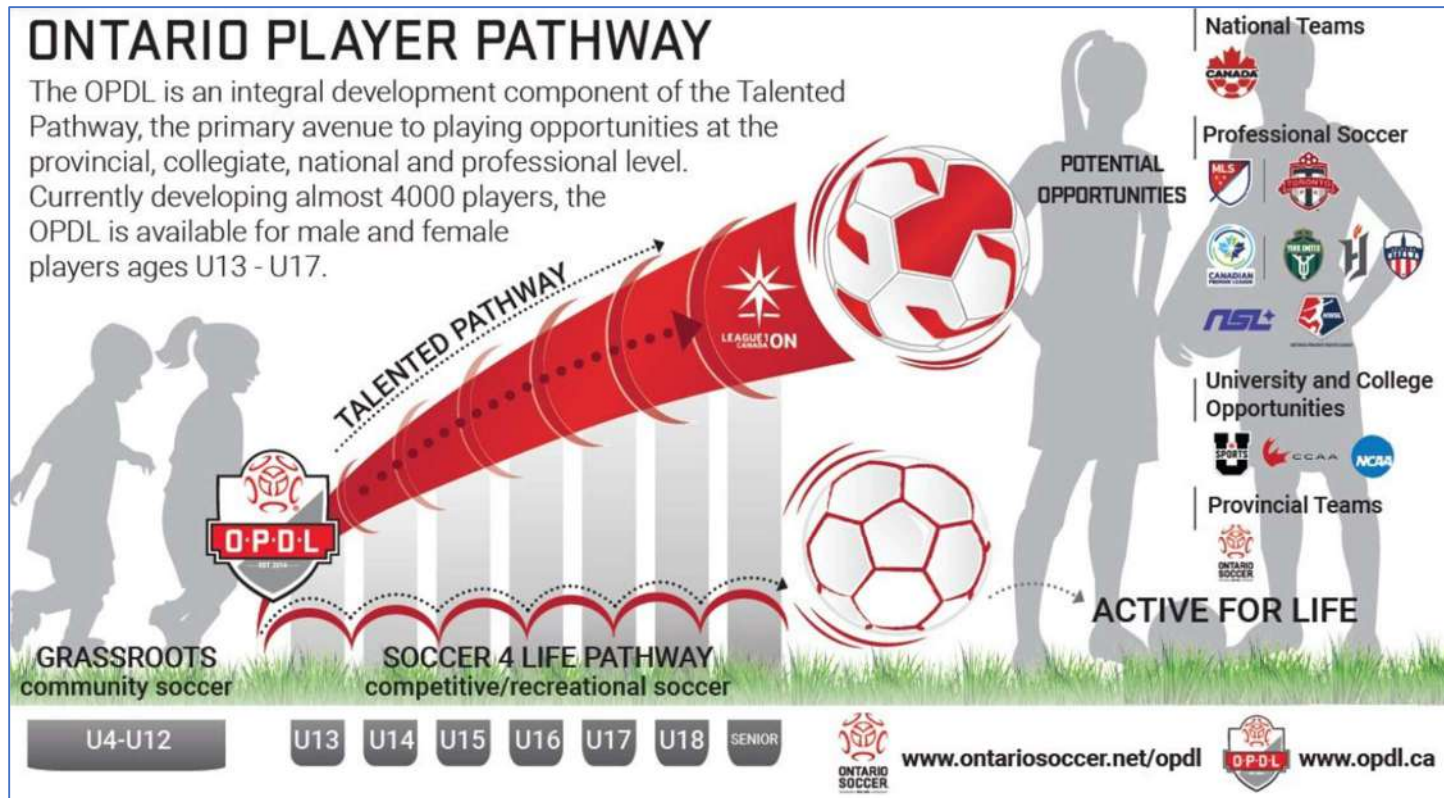 ONTARIO PLAYER PATHWAY
The OPDL is an integral development component of the Talented
Pathway, the primary avenue to playing opportunities at the
provincial, collegiate, national and professional level.
Currently developing almost 4000 players, the
OPDL is available for male and female
players ages U13 - U17.
TALENTED PATHWAY
LEAGUE1
CANADA ON
O·P·D·L
EST 2014
POTENTIAL
OPPORTUNITIES
National Teams
CANADA
Professional Soccer
MLS
TORONTO
CANADIAN
PREMIER LEAGUE
YORK UNITED
OTTAWA
NSL
NWSL
University and College
Opportunities
U
SPORTS
CCAA
NCAA
Provincial Teams
ONTARIO
SOCCER
ACTIVE FOR LIFE
GRASSROOTS
community soccer
SOCCER 4 LIFE PATHWAY
competitive/recreational soccer
U4-U12
U13
U14
U15
U16
U17
U18
SENIOR
ONTARIO
SOCCER
www.ontariosoccer.net/opdl
O·P·D·L
www.opdl.ca